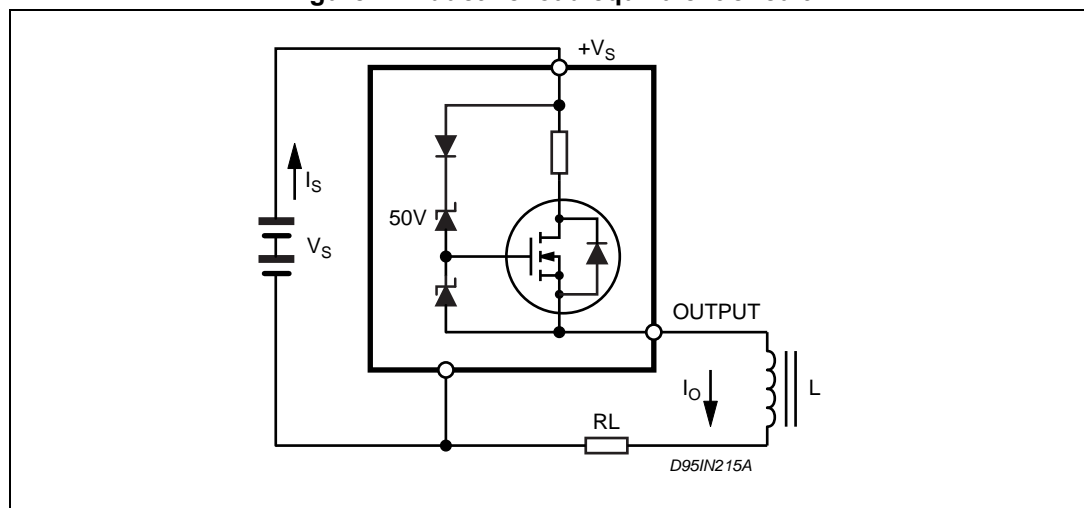 +VS
IS
50V
VS
OUTPUT
IO
L
RL
D95IN215A